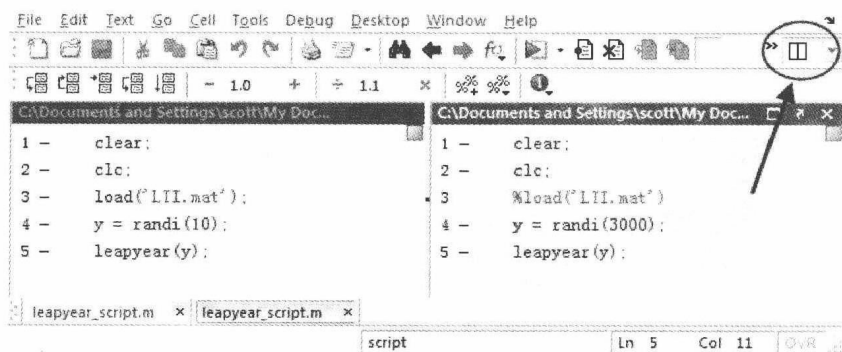 File Edit Text Go Cell Tools Debug Desktop Window Help
- 1.0 + ÷ 1.1 ×
C:\Documents and Settings\scott\My Doc...
1 - clear;
2 - clc;
3 - load('LTI.mat');
4 - y = randi(10);
5 - leapyear(y);
C:\Documents and Settings\scott\My Doc...
1 - clear;
2 - clc;
3 %load('LTI.mat')
4 - y = randi(3000);
5 - leapyear(y);
leapyear_script.m × leapyear_script.m ×
script Ln 5 Col 11 OVR